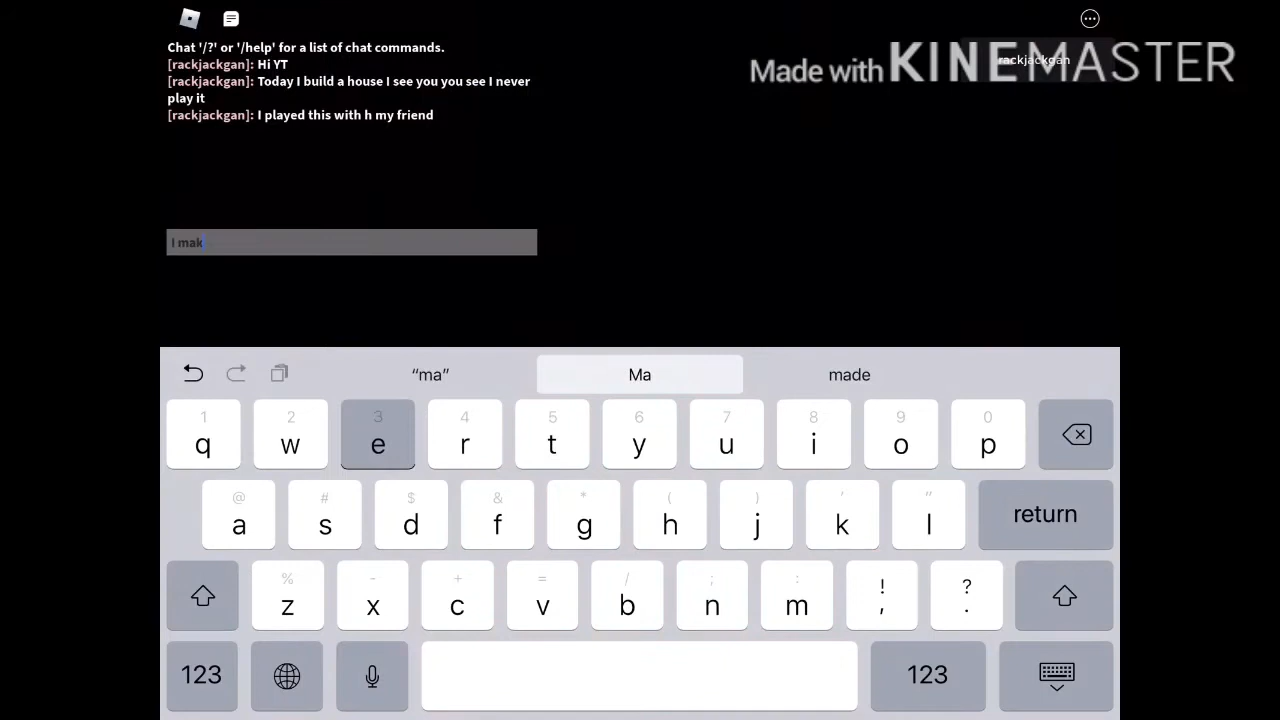 Chat '/?' or '/help' for a list of chat commands.
[rackjackgan]: Hi YT
[rackjackgan]: Today I build a house I see you you see I never
play it
[rackjackgan]: I played this with h my friend
Made with KINEMASTER
rackjackgan
I mak
“ma” Ma made
1 2 3 4 5 6 7 8 9 0
q w e r t y u i o p
@ # $ & * ( ) ' "
a s d f g h j k l return
% - + = / ; : ! ?
z x c v b n m , .
123 123